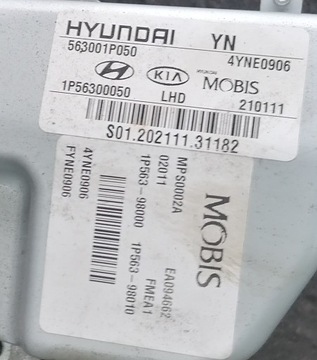 HYUNDAI YN
563001P050 4YNE0906
KIA HYUNDAI MOBIS
1P56300050 LHD 210111
S01.202111.31182
MOBIS
MPS0002A EA094662
02011 FMEA1
1P563-98000 1P563-98010
4YNE0906
FYNE0906